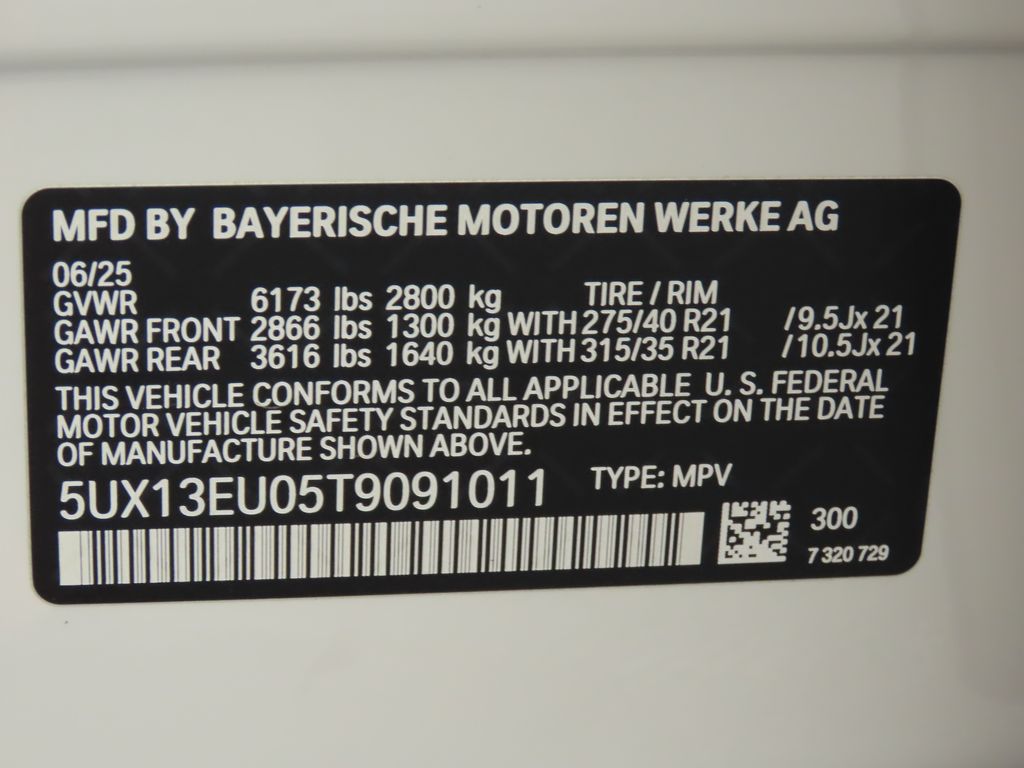 MFD BY BAYERISCHE MOTOREN WERKE AG
06/25
TIRE / RIM
GVWR 6173 lbs 2800 kg
GAWR FRONT 2866 lbs 1300 kg WITH 275/40 R21 /9.5Jx 21
GAWR REAR 3616 lbs 1640 kg WITH 315/35 R21 /10.5Jx 21
THIS VEHICLE CONFORMS TO ALL APPLICABLE U. S. FEDERAL
MOTOR VEHICLE SAFETY STANDARDS IN EFFECT ON THE DATE
OF MANUFACTURE SHOWN ABOVE.
5UX13EU05T9091011 TYPE: MPV
300
7 320 729